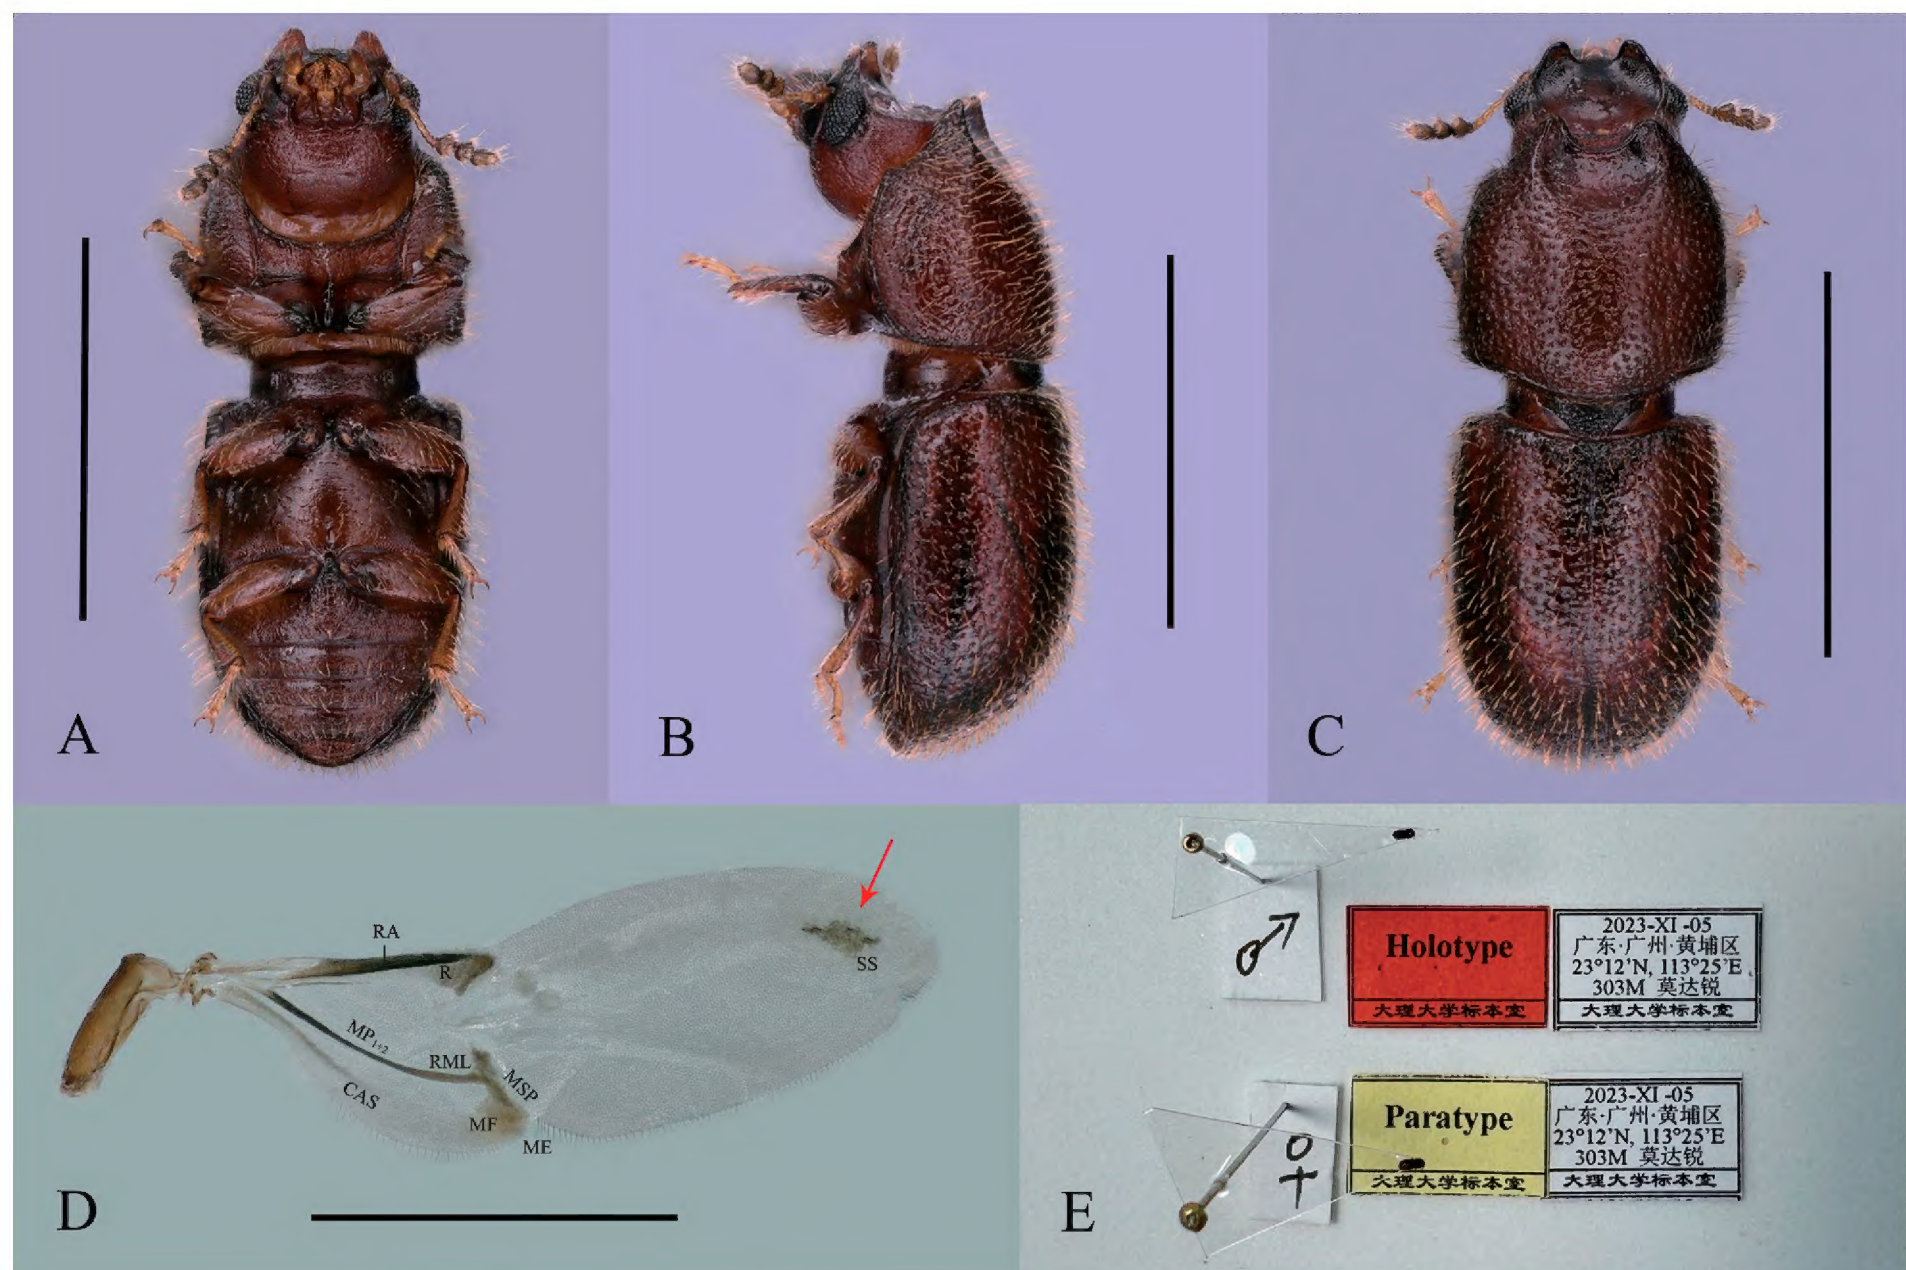 A
B
C
RA
R
SS
MP1+2
RML
MSP
CAS
MF
ME
D
♂
Holotype
大理大学标本室
2023-XI -05
广东·广州·黄埔区
23°12'N, 113°25'E
303M 莫达锐
大理大学标本室
♀
Paratype
大理大学标本室
2023-XI -05
广东·广州·黄埔区
23°12'N, 113°25'E
303M 莫达锐
大理大学标本室
E